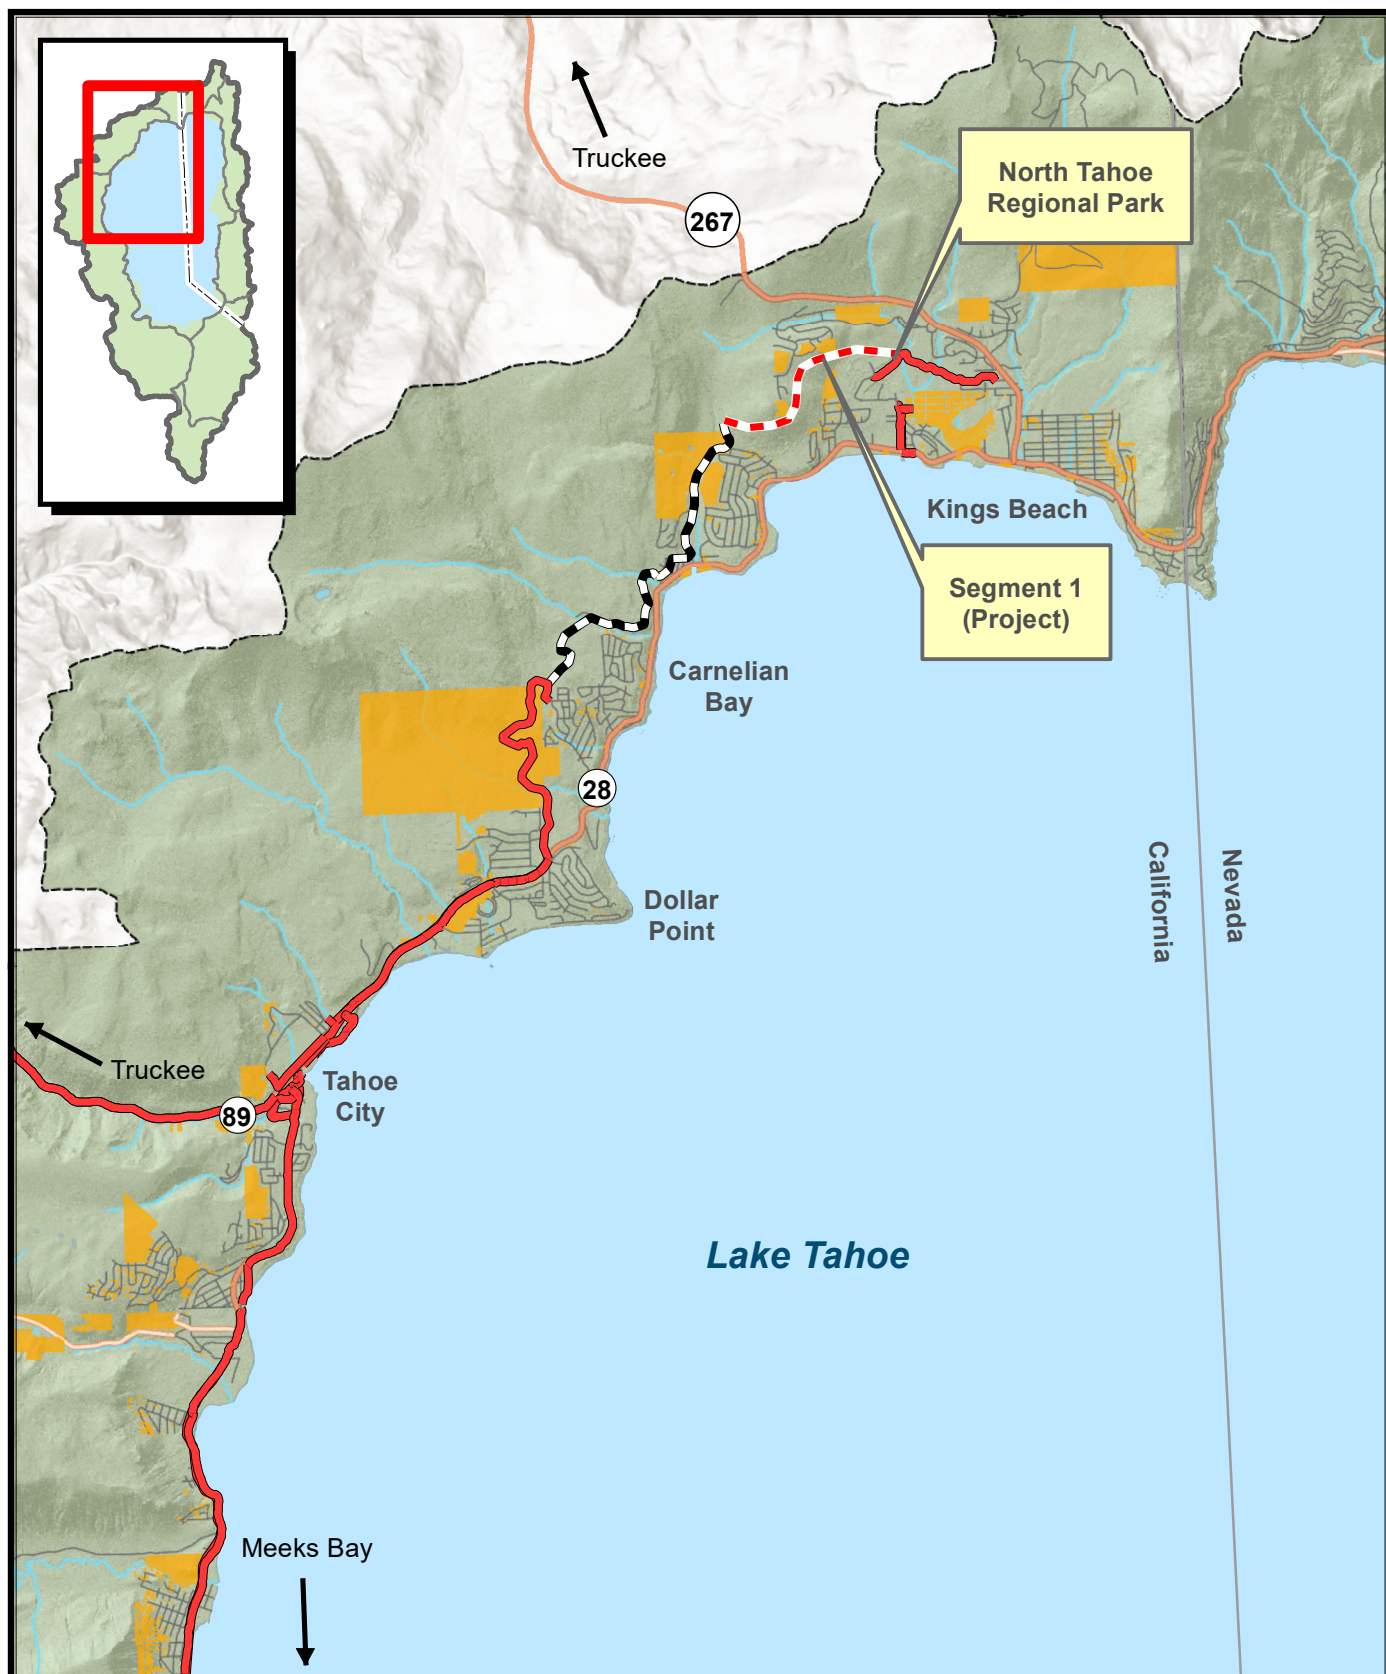 Truckee
267
North Tahoe
Regional Park
Kings Beach
Segment 1
(Project)
Carnelian
Bay
28
Dollar
Point
California
Nevada
Truckee
Tahoe
City
89
Lake Tahoe
Meeks Bay